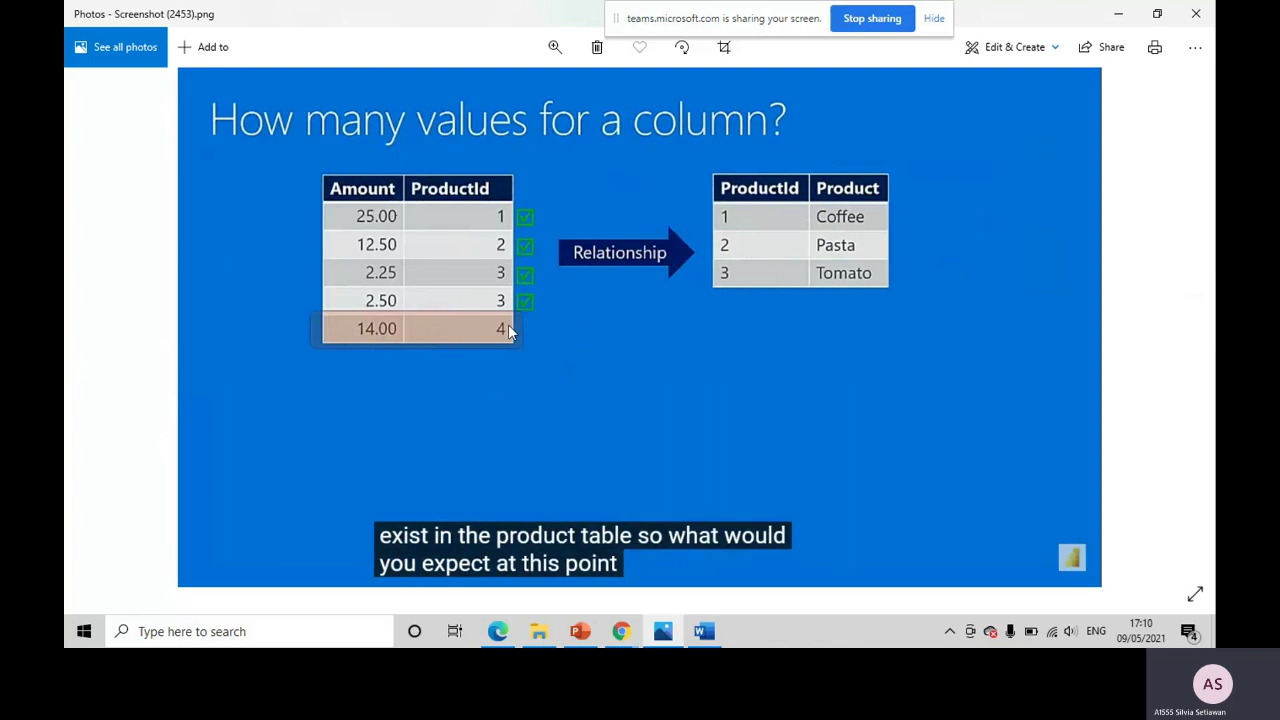 Photos - Screenshot (2453).png
teams.microsoft.com is sharing your screen.
Stop sharing
Hide
See all photos
Add to
Edit & Create
Share
How many values for a column?
Amount ProductId
25.00 1
12.50 2
2.25 3
2.50 3
14.00 4
Relationship
ProductId Product
1 Coffee
2 Pasta
3 Tomato
exist in the product table so what would
you expect at this point
Type here to search
ENG
17:10
09/05/2021
4
AS
A1555 Silvia Setiawan